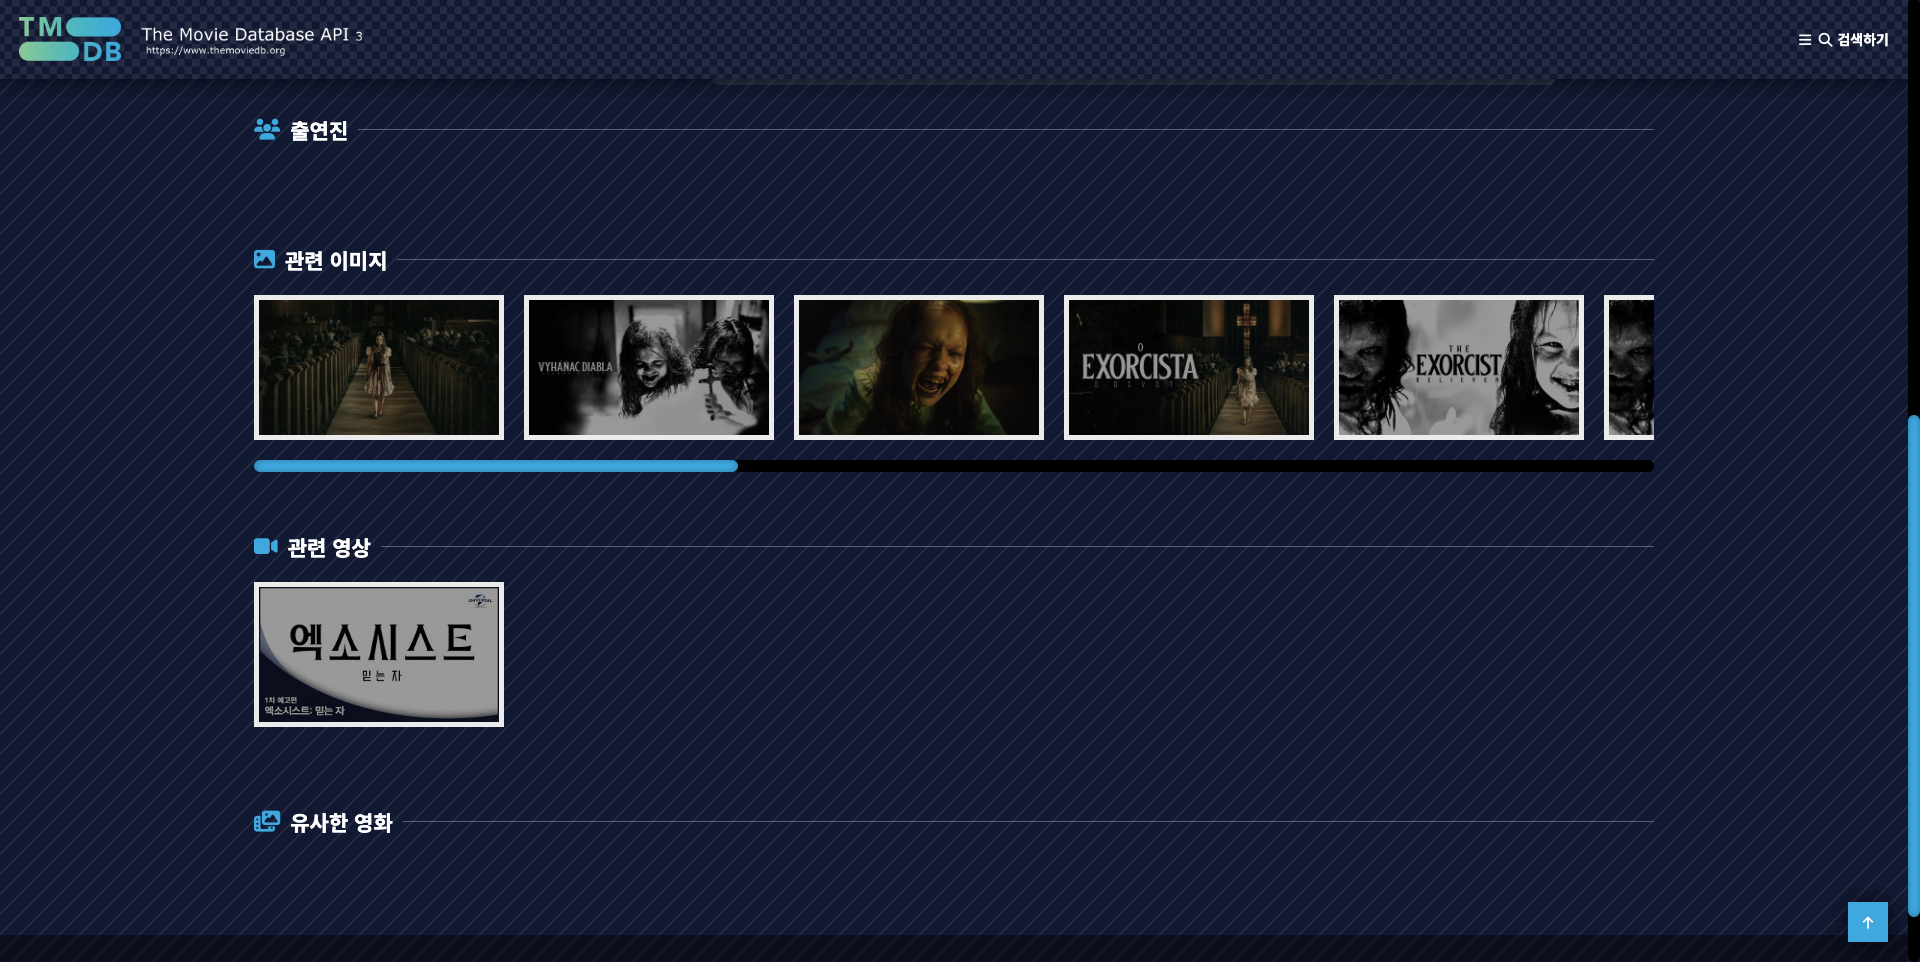 TM
DB
The Movie Database API 3
https://www.themoviedb.org
검색하기
출연진
관련 이미지
VYHÁŇAČ DIABLA
O
EXORCISTA
O DEVOTO
THE
EXORCIST
BELIEVER
관련 영상
UNIVERSAL
엑소시스트
믿는 자
1차 예고편
엑소시스트: 믿는 자
유사한 영화